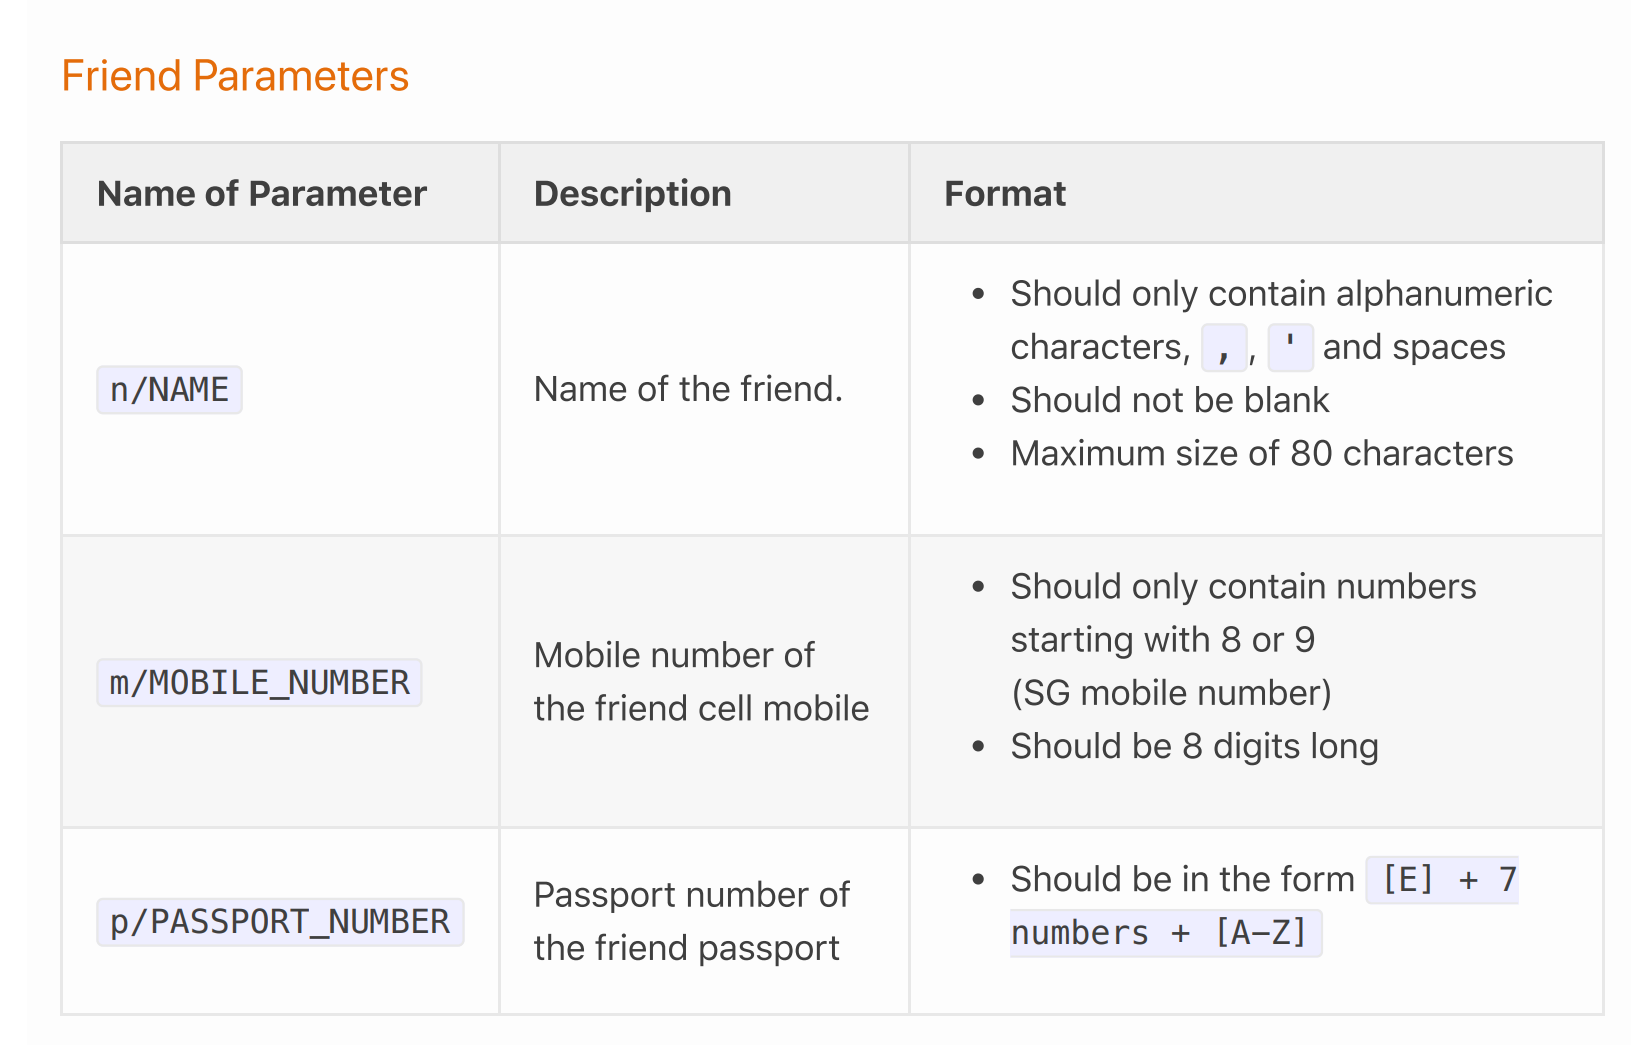 Friend Parameters
Name of Parameter
Description
Format
n/NAME
Name of the friend.
• Should only contain alphanumeric
characters, , , ' and spaces
• Should not be blank
• Maximum size of 80 characters
m/MOBILE_NUMBER
Mobile number of
the friend cell mobile
• Should only contain numbers
starting with 8 or 9
(SG mobile number)
• Should be 8 digits long
p/PASSPORT_NUMBER
Passport number of
the friend passport
• Should be in the form [E] + 7
numbers + [A-Z]